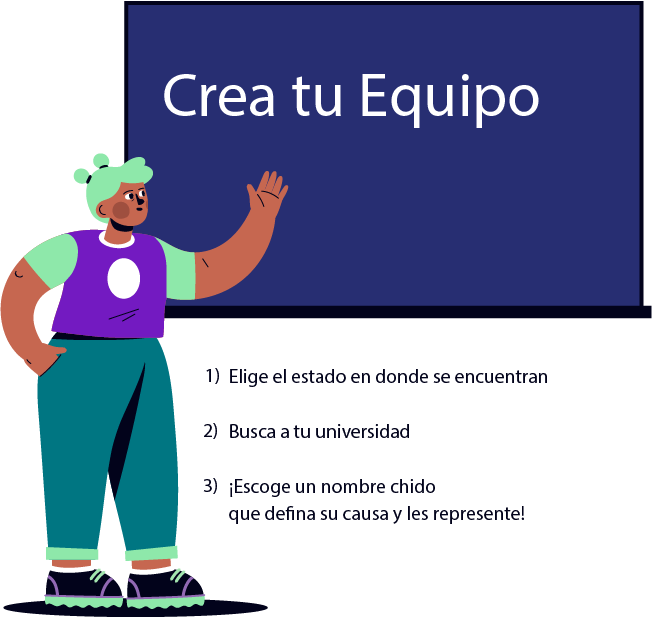 Crea tu Equipo
1) Elige el estado en donde se encuentran
2) Busca a tu universidad
3) ¡Escoge un nombre chido
que defina su causa y les represente!